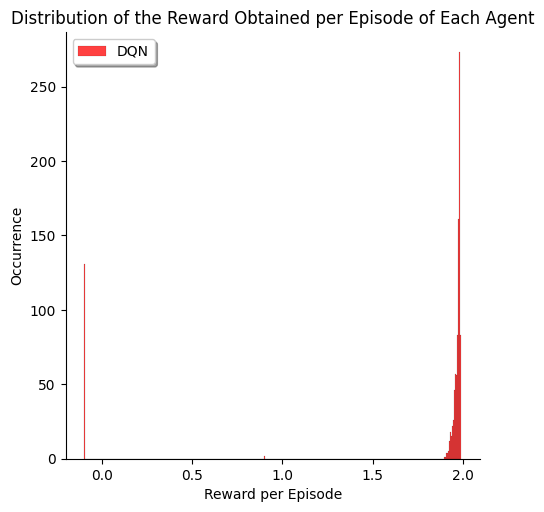 Distribution of the Reward Obtained per Episode of Each Agent
DQN
250
200
150
100
50
0
Occurrence
0.0 0.5 1.0 1.5 2.0
Reward per Episode